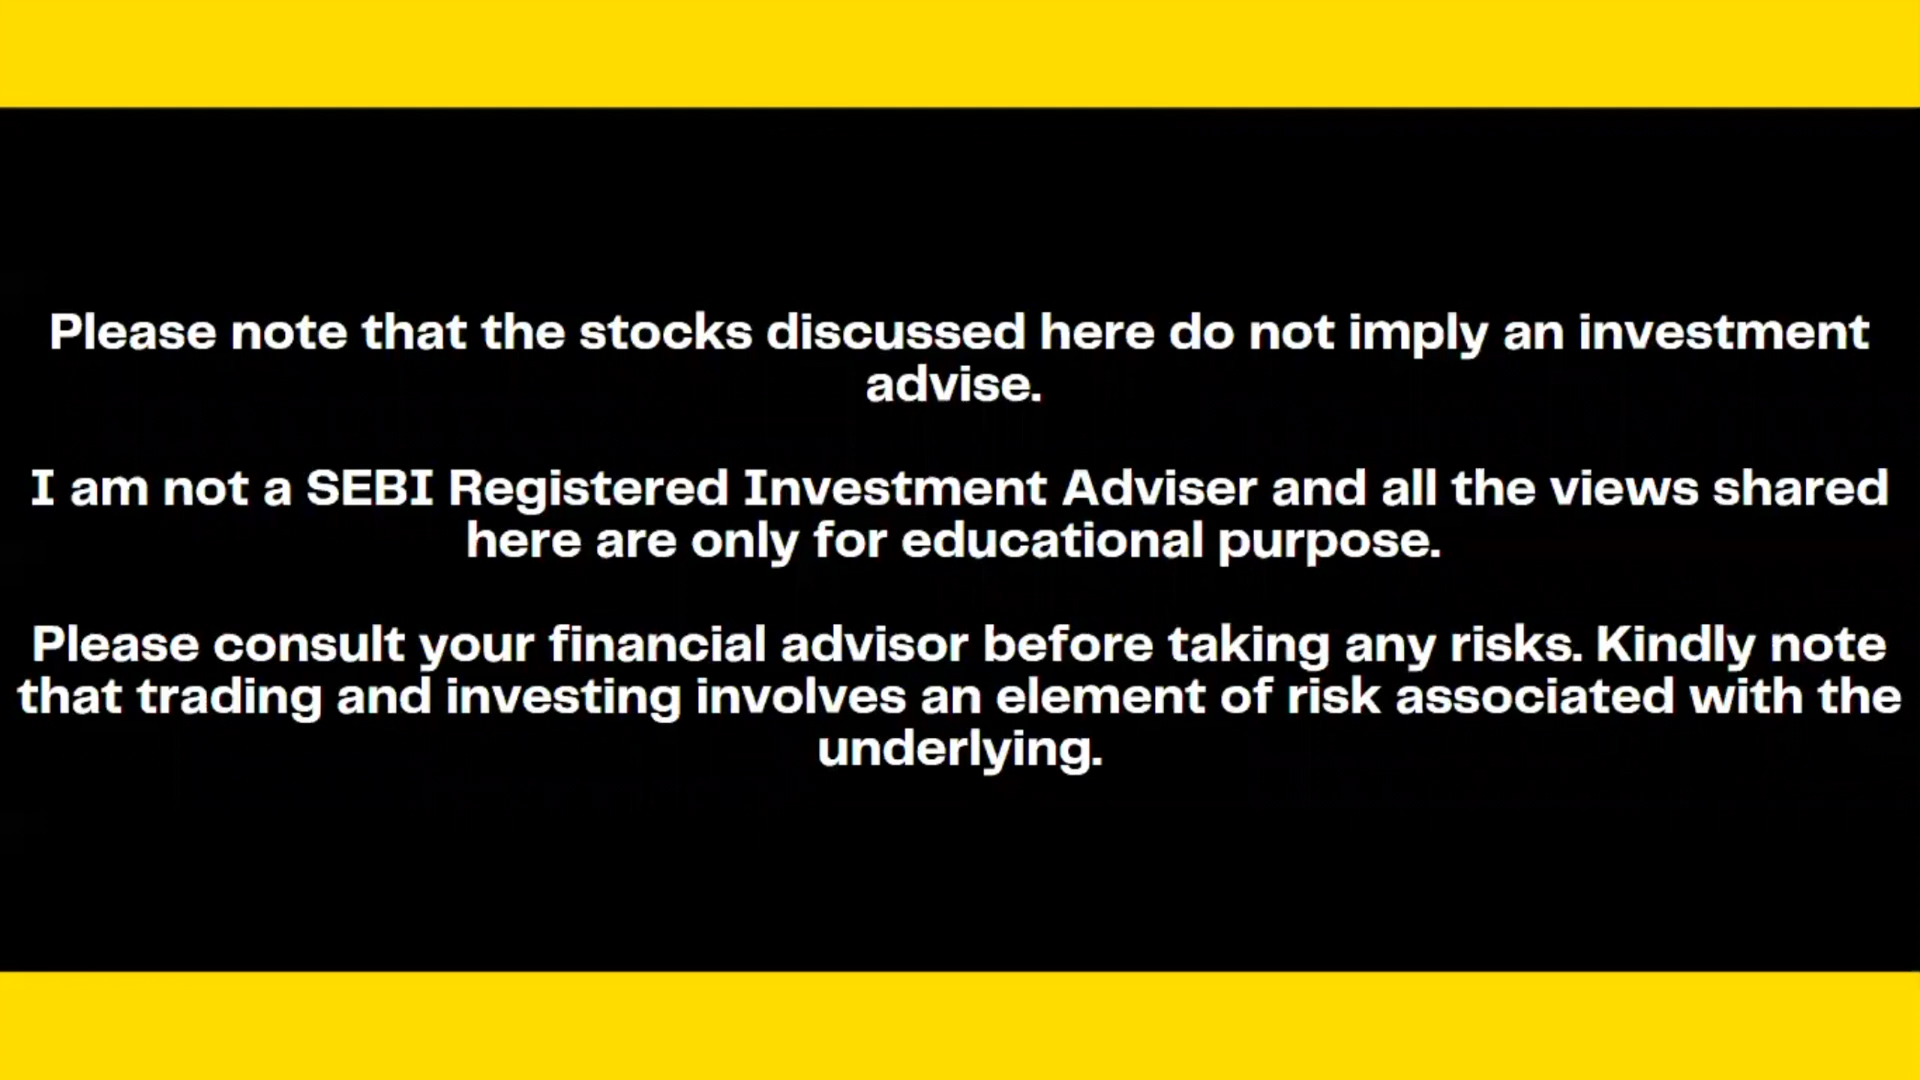 Please note that the stocks discussed here do not imply an investment
advise.
I am not a SEBI Registered Investment Adviser and all the views shared
here are only for educational purpose.
Please consult your financial advisor before taking any risks. Kindly note
that trading and investing involves an element of risk associated with the
underlying.